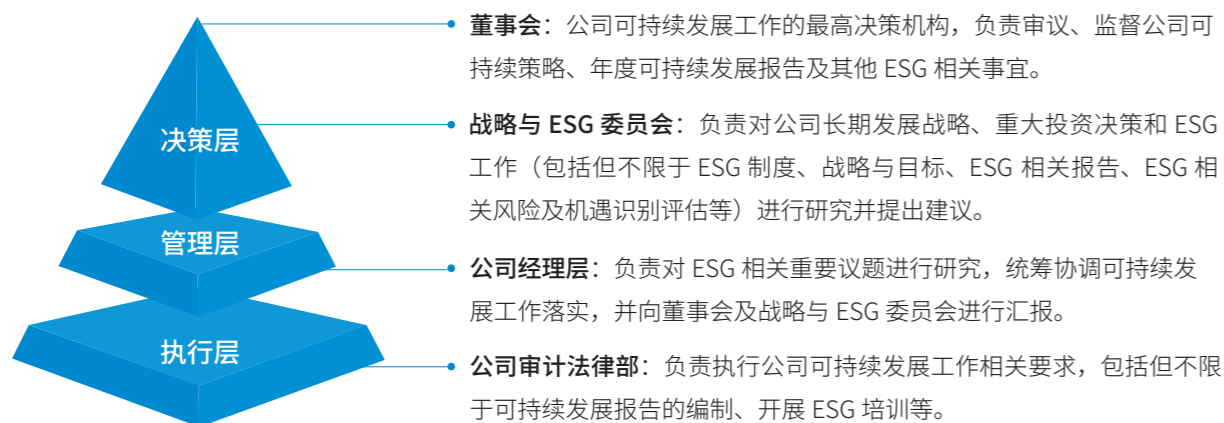 董事会：公司可持续发展工作的最高决策机构，负责审议、监督公司可
持续策略、年度可持续发展报告及其他 ESG 相关事宜。
决策层
战略与 ESG 委员会：负责对公司长期发展战略、重大投资决策和 ESG
工作（包括但不限于 ESG 制度、战略与目标、ESG 相关报告、ESG 相
关风险及机遇识别评估等）进行研究并提出建议。
管理层
公司经理层：负责对 ESG 相关重要议题进行研究，统筹协调可持续发
展工作落实，并向董事会及战略与 ESG 委员会进行汇报。
执行层
公司审计法律部：负责执行公司可持续发展工作相关要求，包括但不限
于可持续发展报告的编制、开展 ESG 培训等。